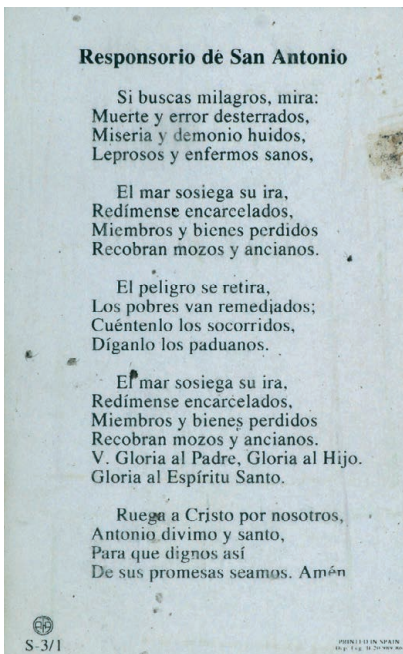 Responsorio de San Antonio
Si buscas milagros, mira:
Muerte y error desterrados,
Miseria y demonio huidos,
Leprosos y enfermos sanos,
El mar sosiega su ira,
Redímense encarcelados,
Miembros y bienes perdidos
Recobran mozos y ancianos.
El peligro se retira,
Los pobres van remediados;
Cuéntenlo los socorridos,
Díganlo los paduanos.
El mar sosiega su ira,
Redímense encarcelados,
Miembros y bienes perdidos
Recobran mozos y ancianos.
V. Gloria al Padre, Gloria al Hijo.
Gloria al Espíritu Santo.
Ruega a Cristo por nosotros,
Antonio divimo y santo,
Para que dignos así
De sus promesas seamos. Amén
S-3/1
PRINTED IN SPAIN